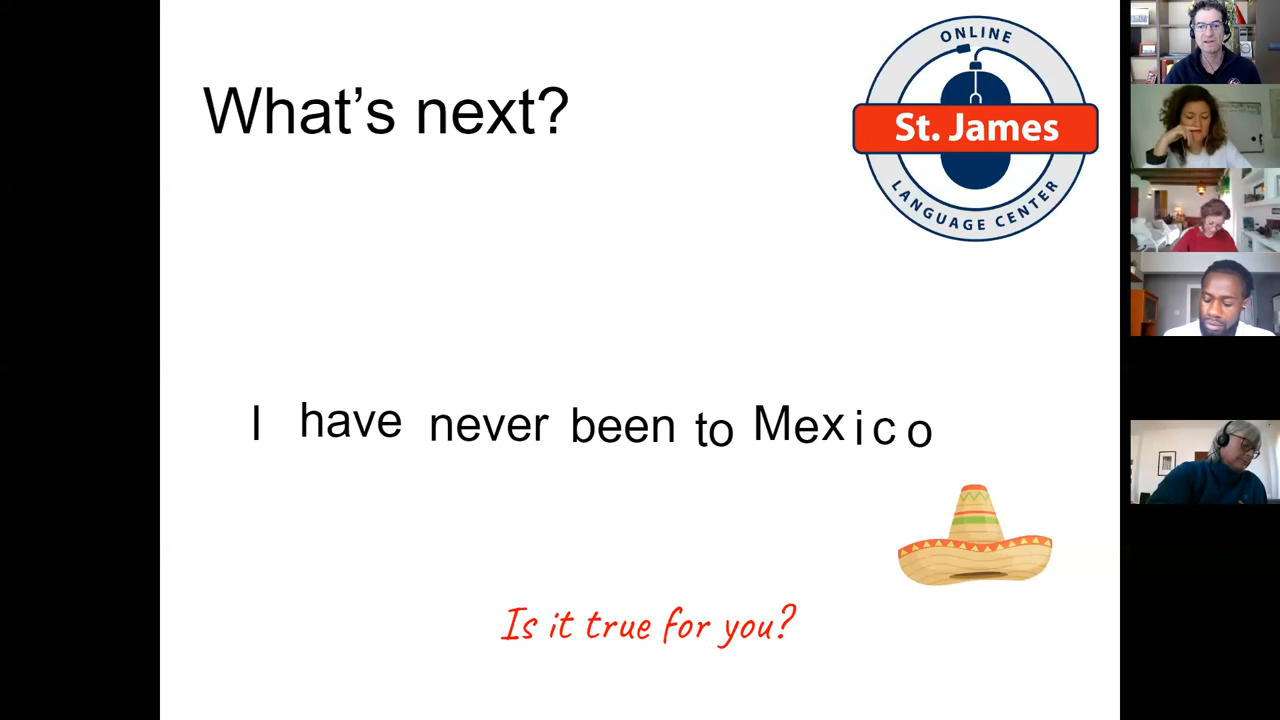 What's next?
ONLINE
St. James
LANGUAGE CENTER
I have never been to Mexico
Is it true for you?